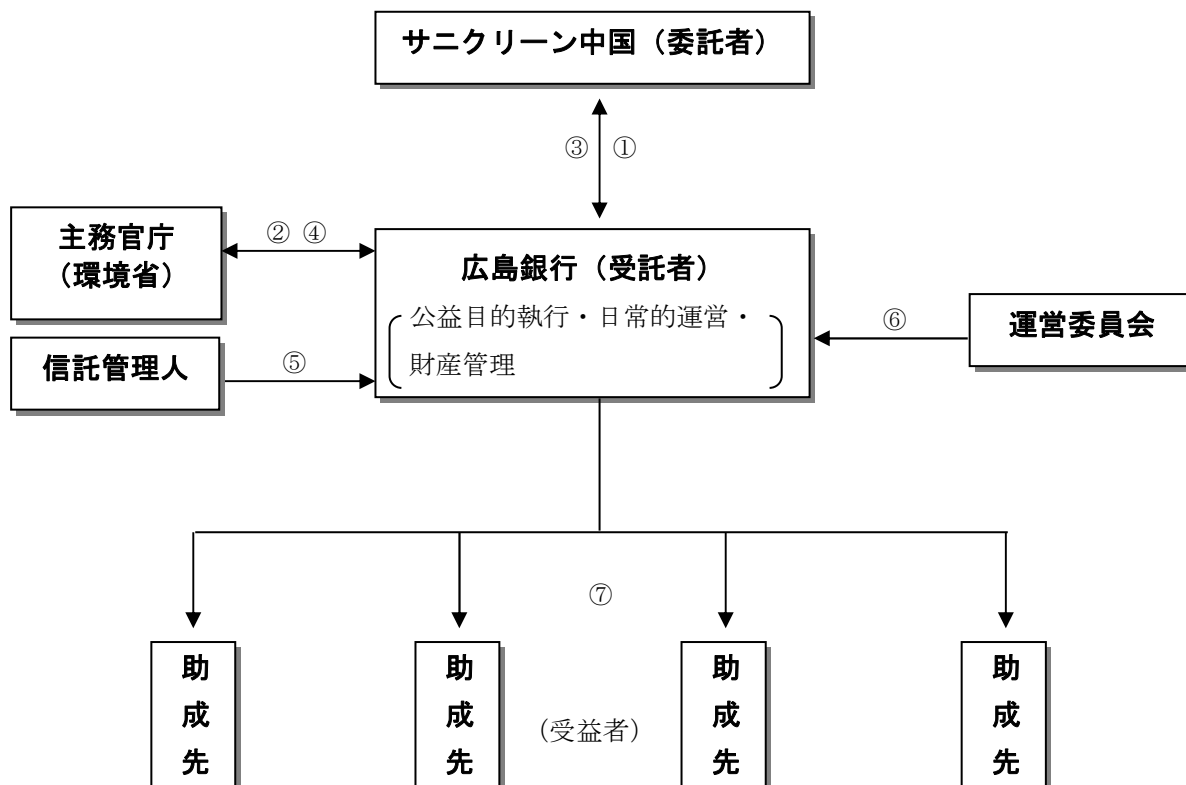 サニクリーン中国（委託者）
③ ①
主務官庁
（環境省）
② ④
広島銀行（受託者）
公益目的執行・日常的運営・
財産管理
⑥
運営委員会
信託管理人
⑤
⑦
助成先
助成先
（受益者）
助成先
助成先